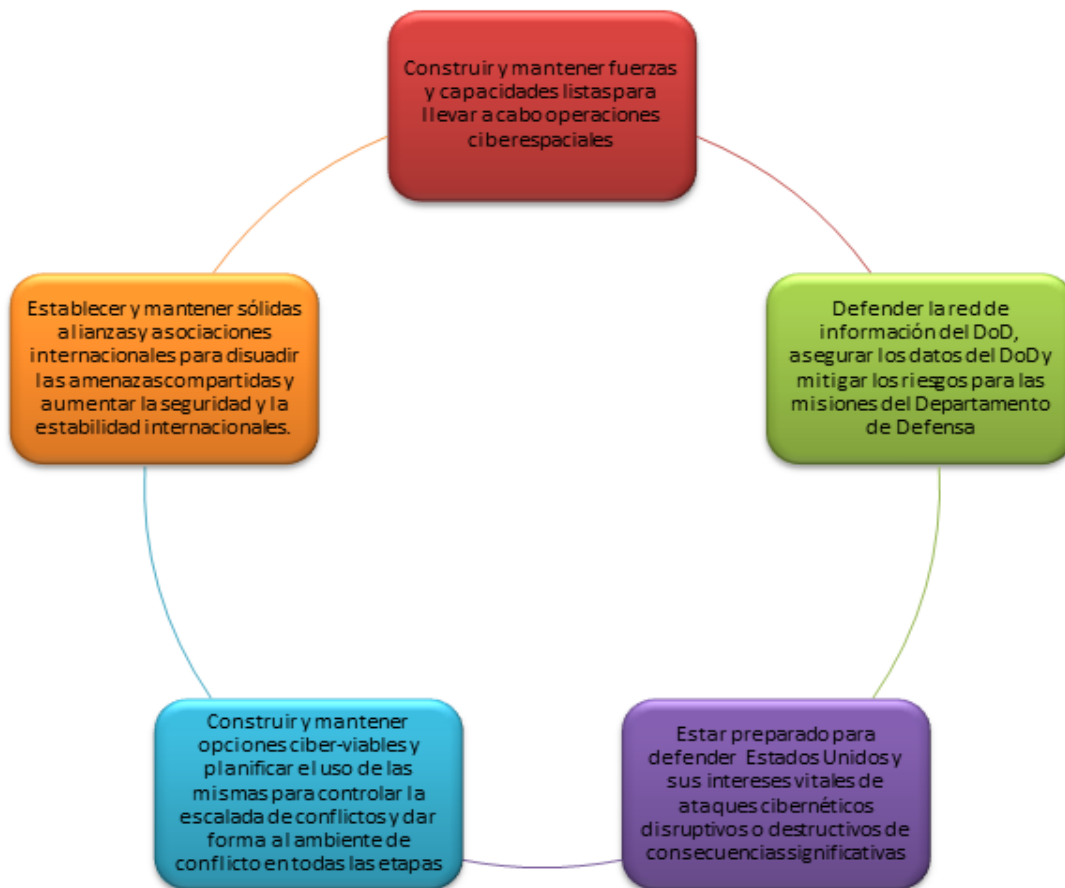 Construir y mantener fuerzas
y capacidades listas para
llevar a cabo operaciones
ciberespaciales
Defender la red de
información del DoD,
asegurar los datos del DoD y
mitigar los riesgos para las
misiones del Departamento
de Defensa
Estar preparado para
defender Estados Unidos y
sus intereses vitales de
ataques cibernéticos
disruptivos o destructivos de
consecuencias significativas
Construir y mantener
opciones ciber-viables y
planificar el uso de las
mismas para controlar la
escalada de conflictos y dar
forma al ambiente de
conflicto en todas las etapas
Establecer y mantener sólidas
alianzas y asociaciones
internacionales para disuadir
las amenazas compartidas y
aumentar la seguridad y la
estabilidad internacionales.